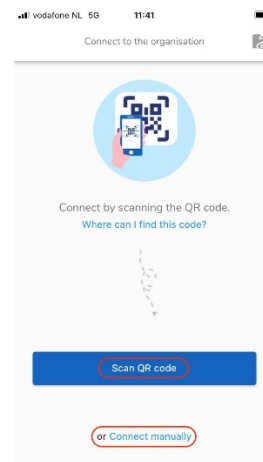 vodafone NL 5G 11:41
Connect to the organisation
Connect by scanning the QR code.
Where can I find this code?
Scan QR code
or Connect manually